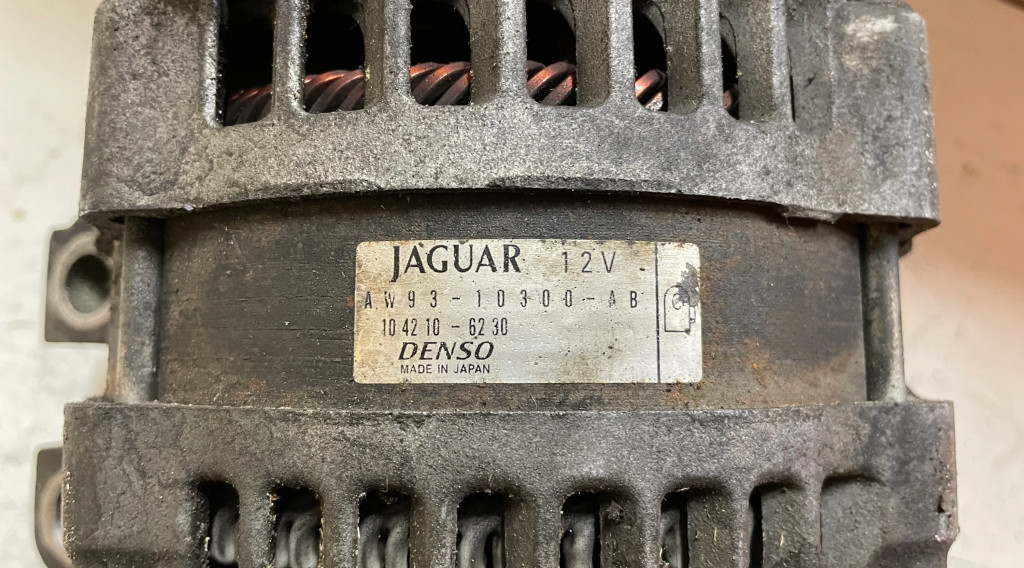 JAGUAR 12V
AW93-10300-AB
104210-6230
DENSO
MADE IN JAPAN